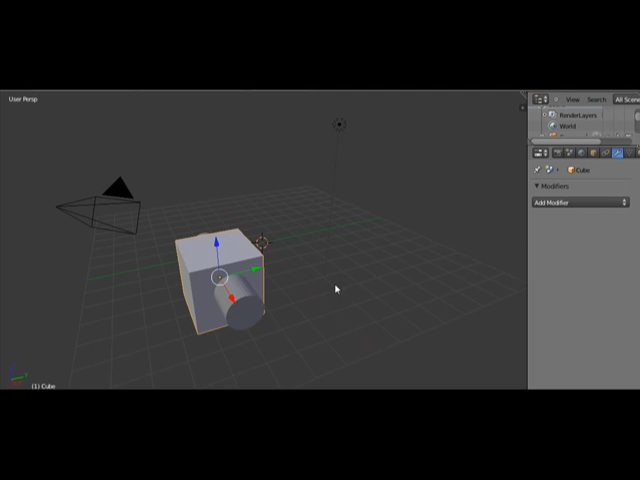 User Persp
View Search All Scene
RenderLayers
World
Cube
Modifiers
Add Modifier
(1) Cube